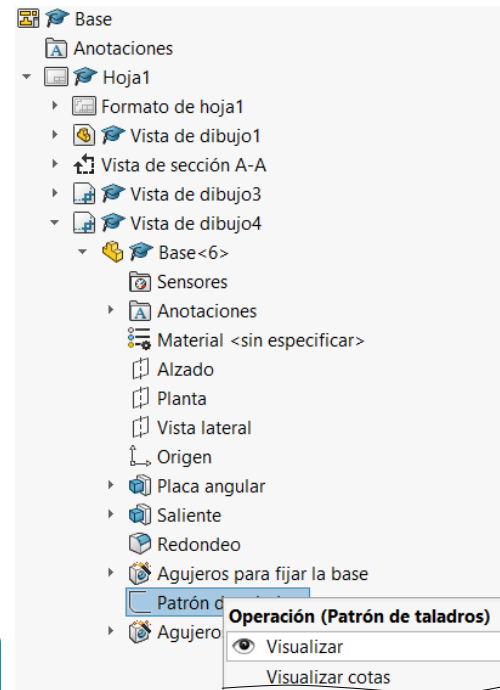 Base
Anotaciones
Hoja1
Formato de hoja1
Vista de dibujo1
Vista de sección A-A
Vista de dibujo3
Vista de dibujo4
Base<6>
Sensores
Anotaciones
Material <sin especificar>
Alzado
Planta
Vista lateral
Origen
Placa angular
Saliente
Redondeo
Agujeros para fijar la base
Patrón d
Operación (Patrón de taladros)
Agujero
Visualizar
Visualizar cotas